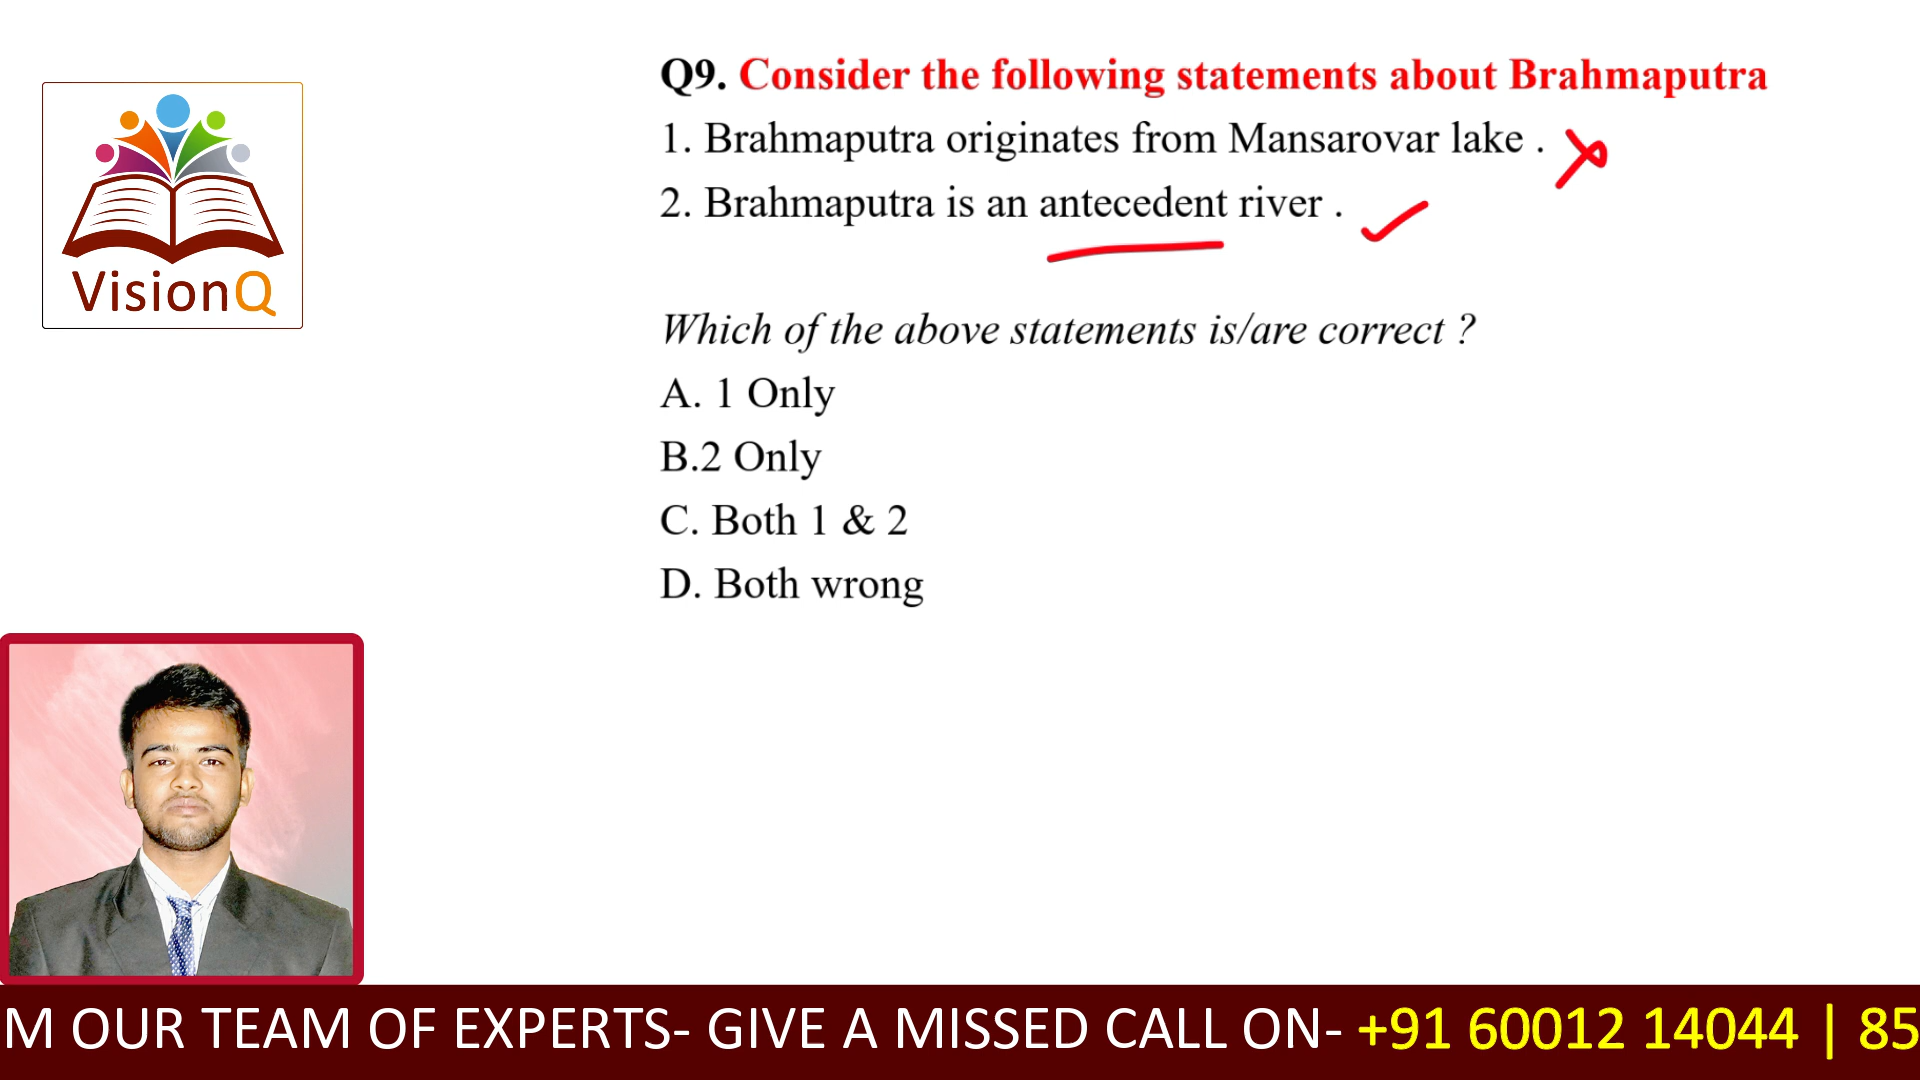 Q9. Consider the following statements about Brahmaputra
1. Brahmaputra originates from Mansarovar lake .
2. Brahmaputra is an antecedent river .
VisionQ
Which of the above statements is/are correct ?
A. 1 Only
B.2 Only
C. Both 1 & 2
D. Both wrong
M OUR TEAM OF EXPERTS- GIVE A MISSED CALL ON- +91 60012 14044 | 85